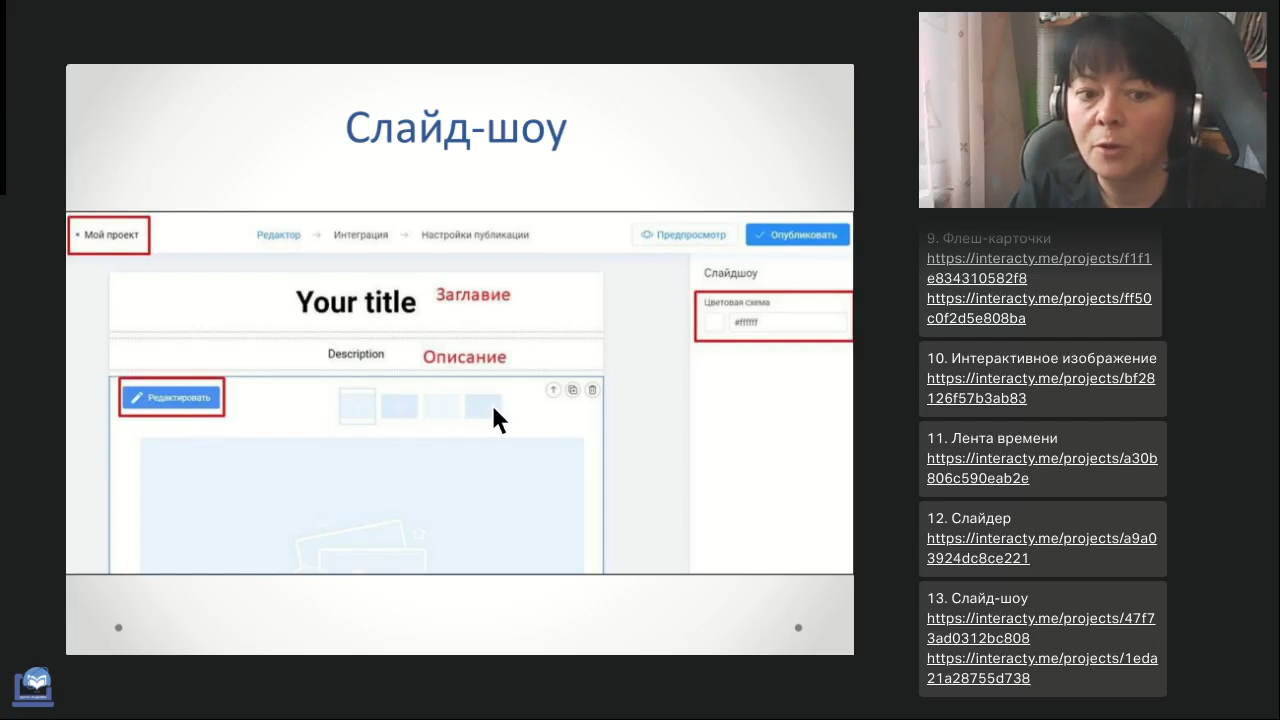 Слайд-шоу
• Мой проект
Редактор → Интеграция → Настройки публикации
Предпросмотр
Опубликовать
Your title
Заглавие
Description
Описание
Редактировать
Слайдшоу
Цветовая схема
#ffffff
9. Флеш-карточки
https://interacty.me/projects/f1f1
e834310582f8
https://interacty.me/projects/ff50
c0f2d5e808ba
10. Интерактивное изображение
https://interacty.me/projects/bf28
126f57b3ab83
11. Лента времени
https://interacty.me/projects/a30b
806c590eab2e
12. Слайдер
https://interacty.me/projects/a9a0
3924dc8ce221
13. Слайд-шоу
https://interacty.me/projects/47f7
3ad0312bc808
https://interacty.me/projects/1eda
21a28755d738